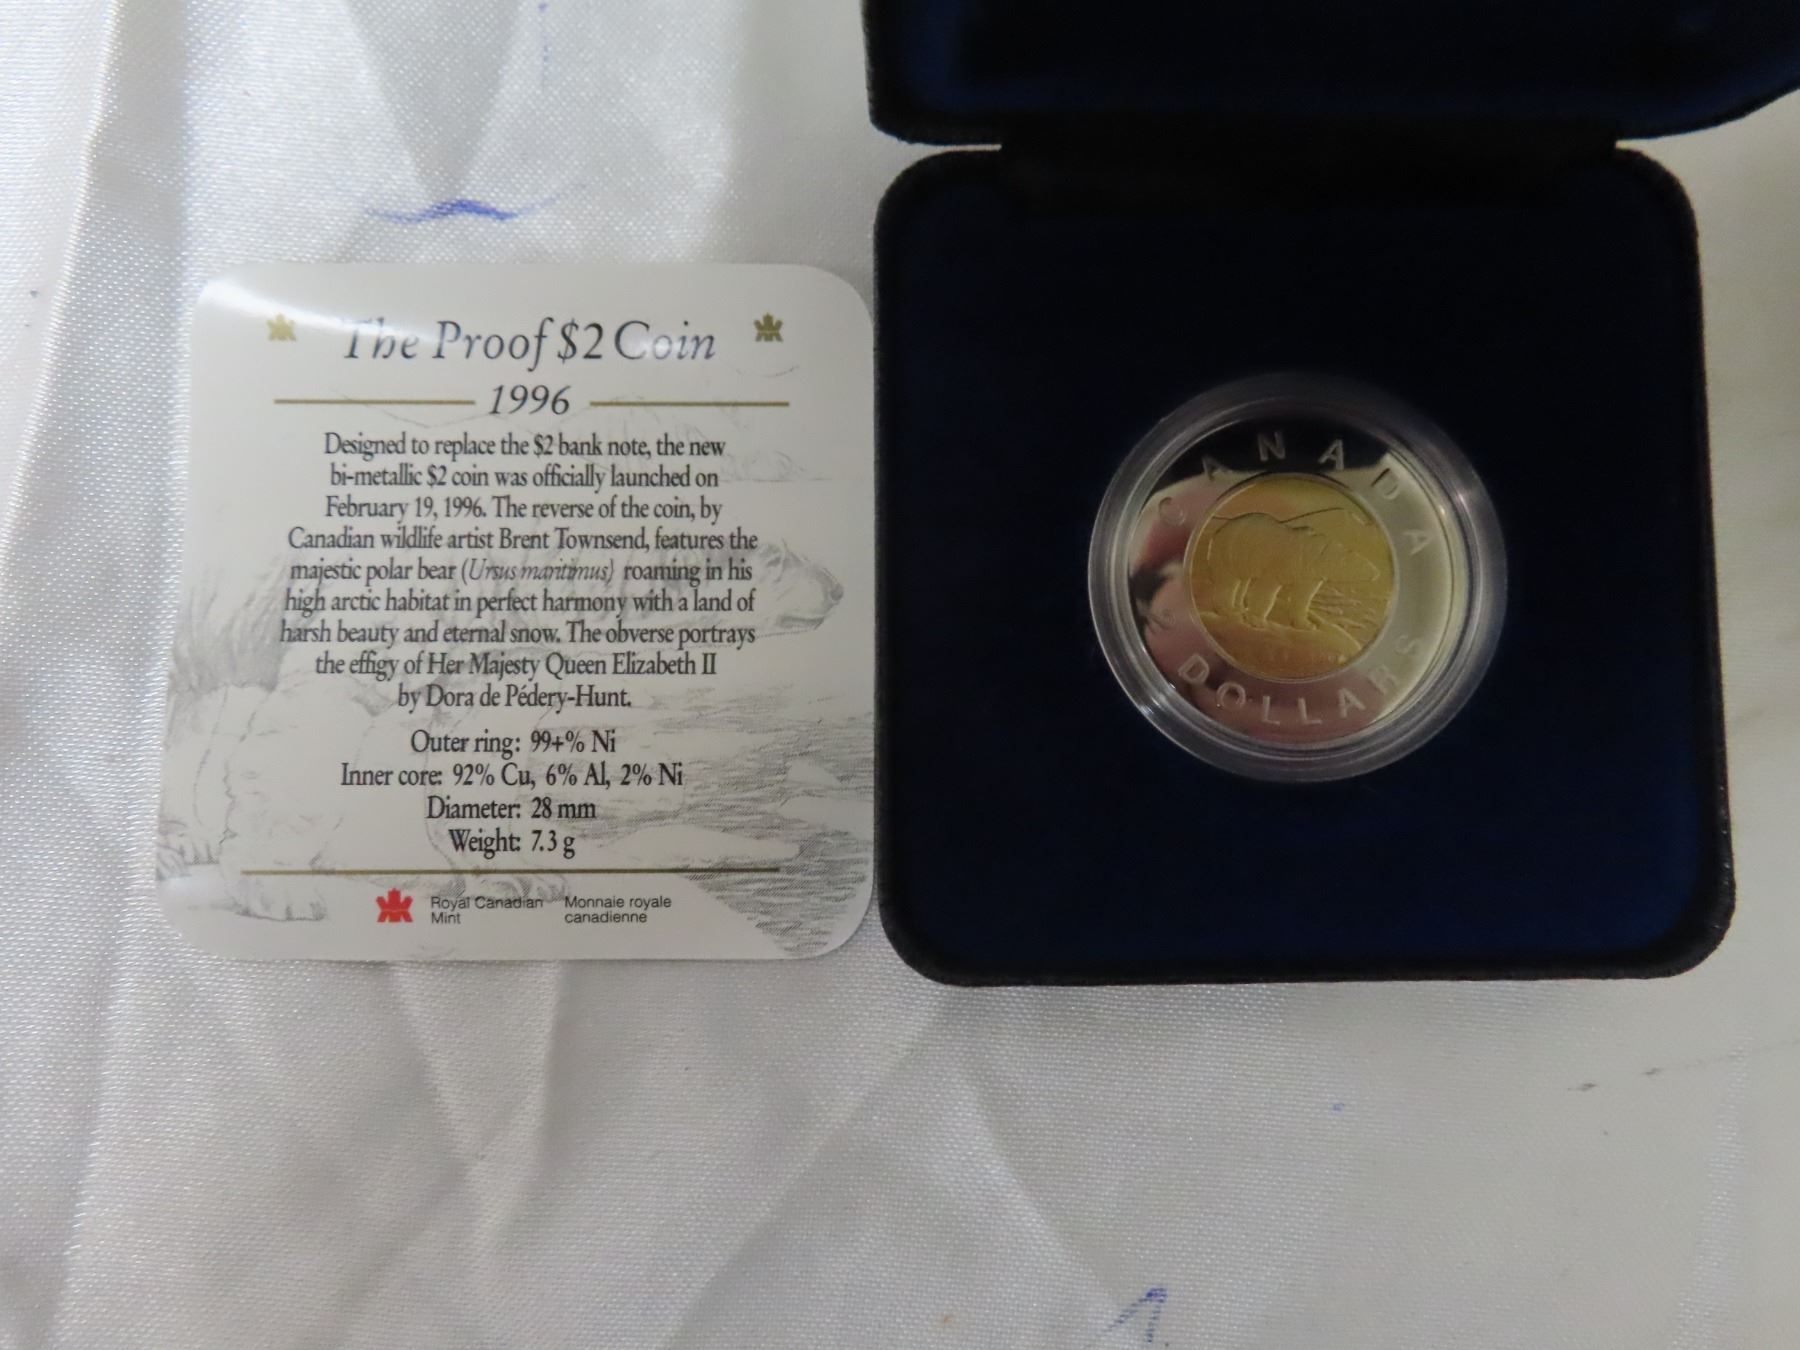 The Proof $2 Coin
1996
Designed to replace the $2 bank note, the new
bi-metallic $2 coin was officially launched on
February 19, 1996. The reverse of the coin, by
Canadian wildlife artist Brent Townsend, features the
majestic polar bear (Ursus maritimus) roaming in his
high arctic habitat in perfect harmony with a land of
harsh beauty and eternal snow. The obverse portrays
the effigy of Her Majesty Queen Elizabeth II
by Dora de Pédery-Hunt.
Outer ring: 99+% Ni
Inner core: 92% Cu, 6% Al, 2% Ni
Diameter: 28 mm
Weight: 7.3 g
Royal Canadian Mint
Monnaie royale canadienne
CANADA
DOLLARS